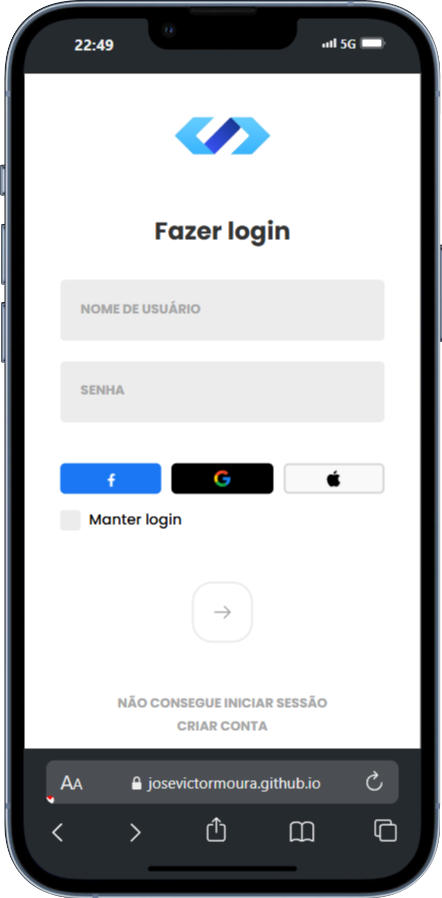 22:49
5G
Fazer login
NOME DE USUÁRIO
SENHA
Manter login
NÃO CONSEGUE INICIAR SESSÃO
CRIAR CONTA
AA josevictormoura.github.io